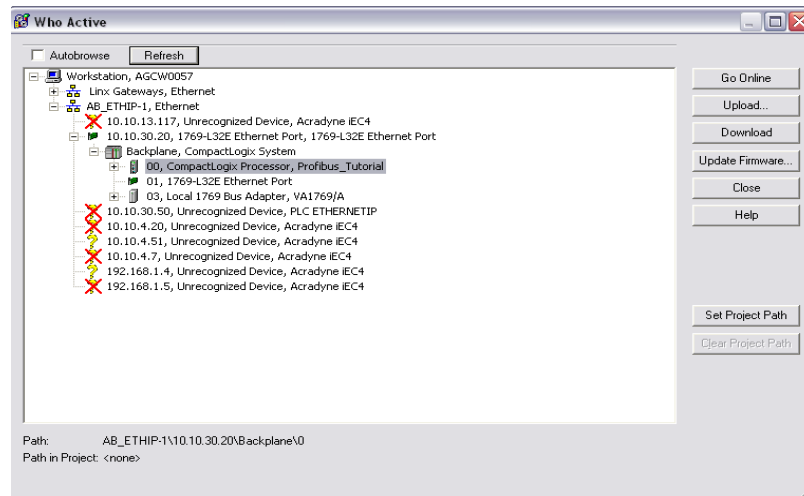 Who Active
Autobrowse
Refresh
Workstation, AGCW0057
Linx Gateways, Ethernet
AB_ETHIP-1, Ethernet
10.10.13.117, Unrecognized Device, Acradyne iEC4
10.10.30.20, 1769-L32E Ethernet Port, 1769-L32E Ethernet Port
Backplane, CompactLogix System
00, CompactLogix Processor, Profibus_Tutorial
01, 1769-L32E Ethernet Port
03, Local 1769 Bus Adapter, VA1769/A
10.10.30.50, Unrecognized Device, PLC ETHERNETIP
10.10.4.20, Unrecognized Device, Acradyne iEC4
10.10.4.51, Unrecognized Device, Acradyne iEC4
10.10.4.7, Unrecognized Device, Acradyne iEC4
192.168.1.4, Unrecognized Device, Acradyne iEC4
192.168.1.5, Unrecognized Device, Acradyne iEC4
Go Online
Upload...
Download
Update Firmware...
Close
Help
Set Project Path
Clear Project Path
Path: AB_ETHIP-1\10.10.30.20\Backplane\0
Path in Project: <none>